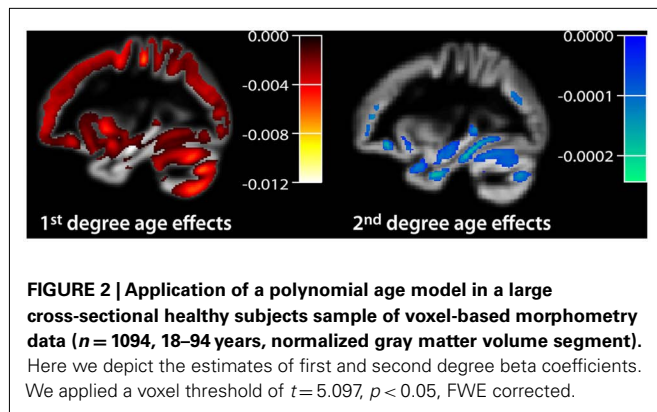 0.000
-0.004
-0.008
-0.012
1st degree age effects
0.0000
-0.0001
-0.0002
2nd degree age effects
FIGURE 2 | Application of a polynomial age model in a large
cross-sectional healthy subjects sample of voxel-based morphometry
data (n = 1094, 18–94 years, normalized gray matter volume segment).
Here we depict the estimates of first and second degree beta coefficients.
We applied a voxel threshold of t = 5.097, p < 0.05, FWE corrected.